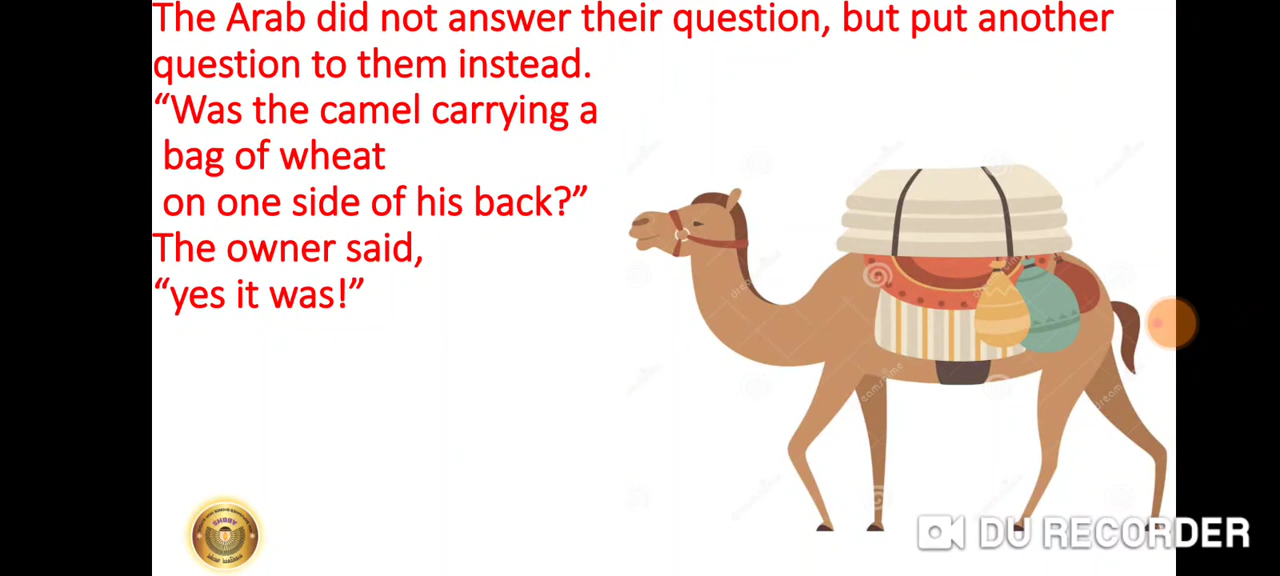 The Arab did not answer their question, but put another
question to them instead.
“Was the camel carrying a
bag of wheat
on one side of his back?”
The owner said,
“yes it was!”
SHABY
DU RECORDER